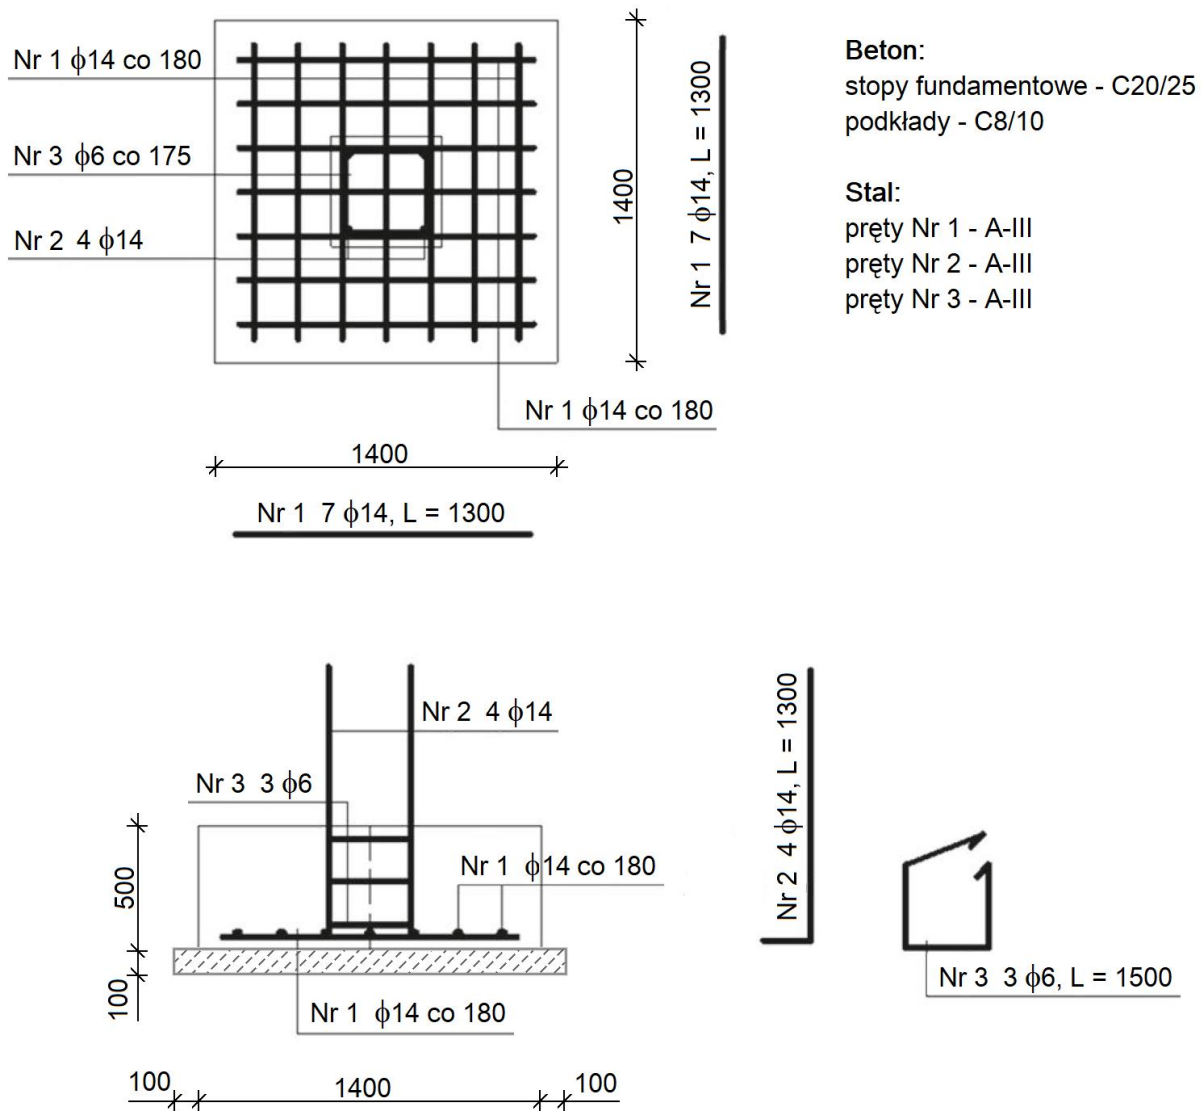 Nr 1 ϕ14 co 180
Nr 3 ϕ6 co 175
Nr 2 4 ϕ14
1400
Nr 1 7 ϕ14, L = 1300
Nr 1 ϕ14 co 180
1400
Nr 1 7 ϕ14, L = 1300
Beton:
stopy fundamentowe - C20/25
podkłady - C8/10
Stal:
pręty Nr 1 - A-III
pręty Nr 2 - A-III
pręty Nr 3 - A-III
Nr 2 4 ϕ14
Nr 3 3 ϕ6
Nr 1 ϕ14 co 180
500
100
Nr 1 ϕ14 co 180
100
1400
100
Nr 2 4 ϕ14, L = 1300
Nr 3 3 ϕ6, L = 1500